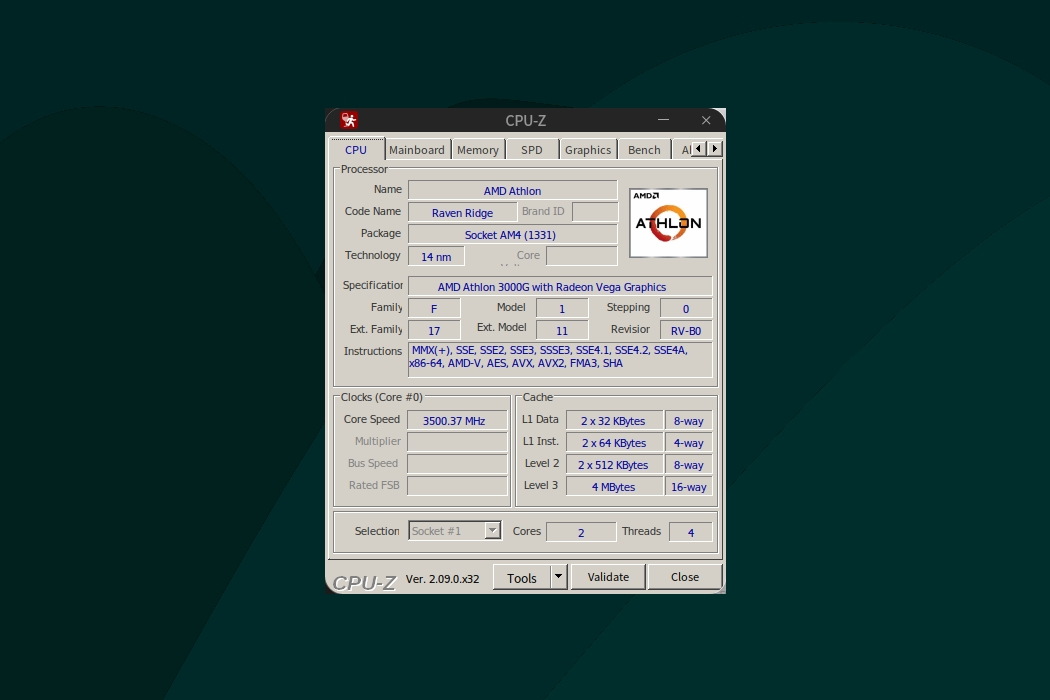 CPU-Z
CPU Mainboard Memory SPD Graphics Bench
Processor
Name AMD Athlon
AMD
ATHLON
Code Name Raven Ridge Brand ID
Package Socket AM4 (1331)
Technology 14 nm Core
Specification AMD Athlon 3000G with Radeon Vega Graphics
Family F Model 1 Stepping 0
Ext. Family 17 Ext. Model 11 Revision RV-B0
Instructions MMX(+), SSE, SSE2, SSE3, SSSE3, SSE4.1, SSE4.2, SSE4A,
x86-64, AMD-V, AES, AVX, AVX2, FMA3, SHA
Clocks (Core #0)
Core Speed 3500.37 MHz
Multiplier
Bus Speed
Rated FSB
Cache
L1 Data 2 x 32 KBytes 8-way
L1 Inst. 2 x 64 KBytes 4-way
Level 2 2 x 512 KBytes 8-way
Level 3 4 MBytes 16-way
Selection Socket #1 Cores 2 Threads 4
CPU-Z Ver. 2.09.0.x32 Tools Validate Close